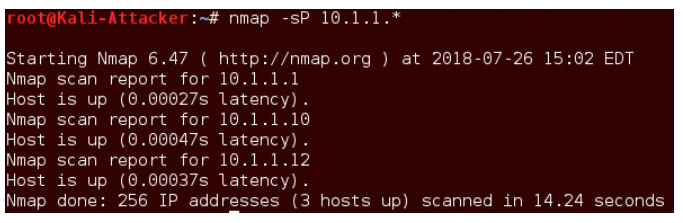 root@Kali-Attacker:~# nmap -sP 10.1.1.*
Starting Nmap 6.47 ( http://nmap.org ) at 2018-07-26 15:02 EDT
Nmap scan report for 10.1.1.1
Host is up (0.00027s latency).
Nmap scan report for 10.1.1.10
Host is up (0.00047s latency).
Nmap scan report for 10.1.1.12
Host is up (0.00037s latency).
Nmap done: 256 IP addresses (3 hosts up) scanned in 14.24 seconds